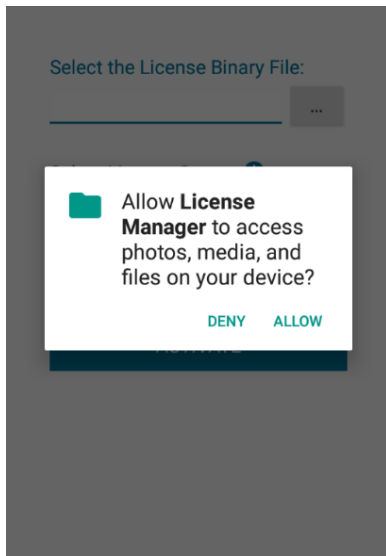 Select the License Binary File:
...
Allow License
Manager to access
photos, media, and
files on your device?
DENY ALLOW